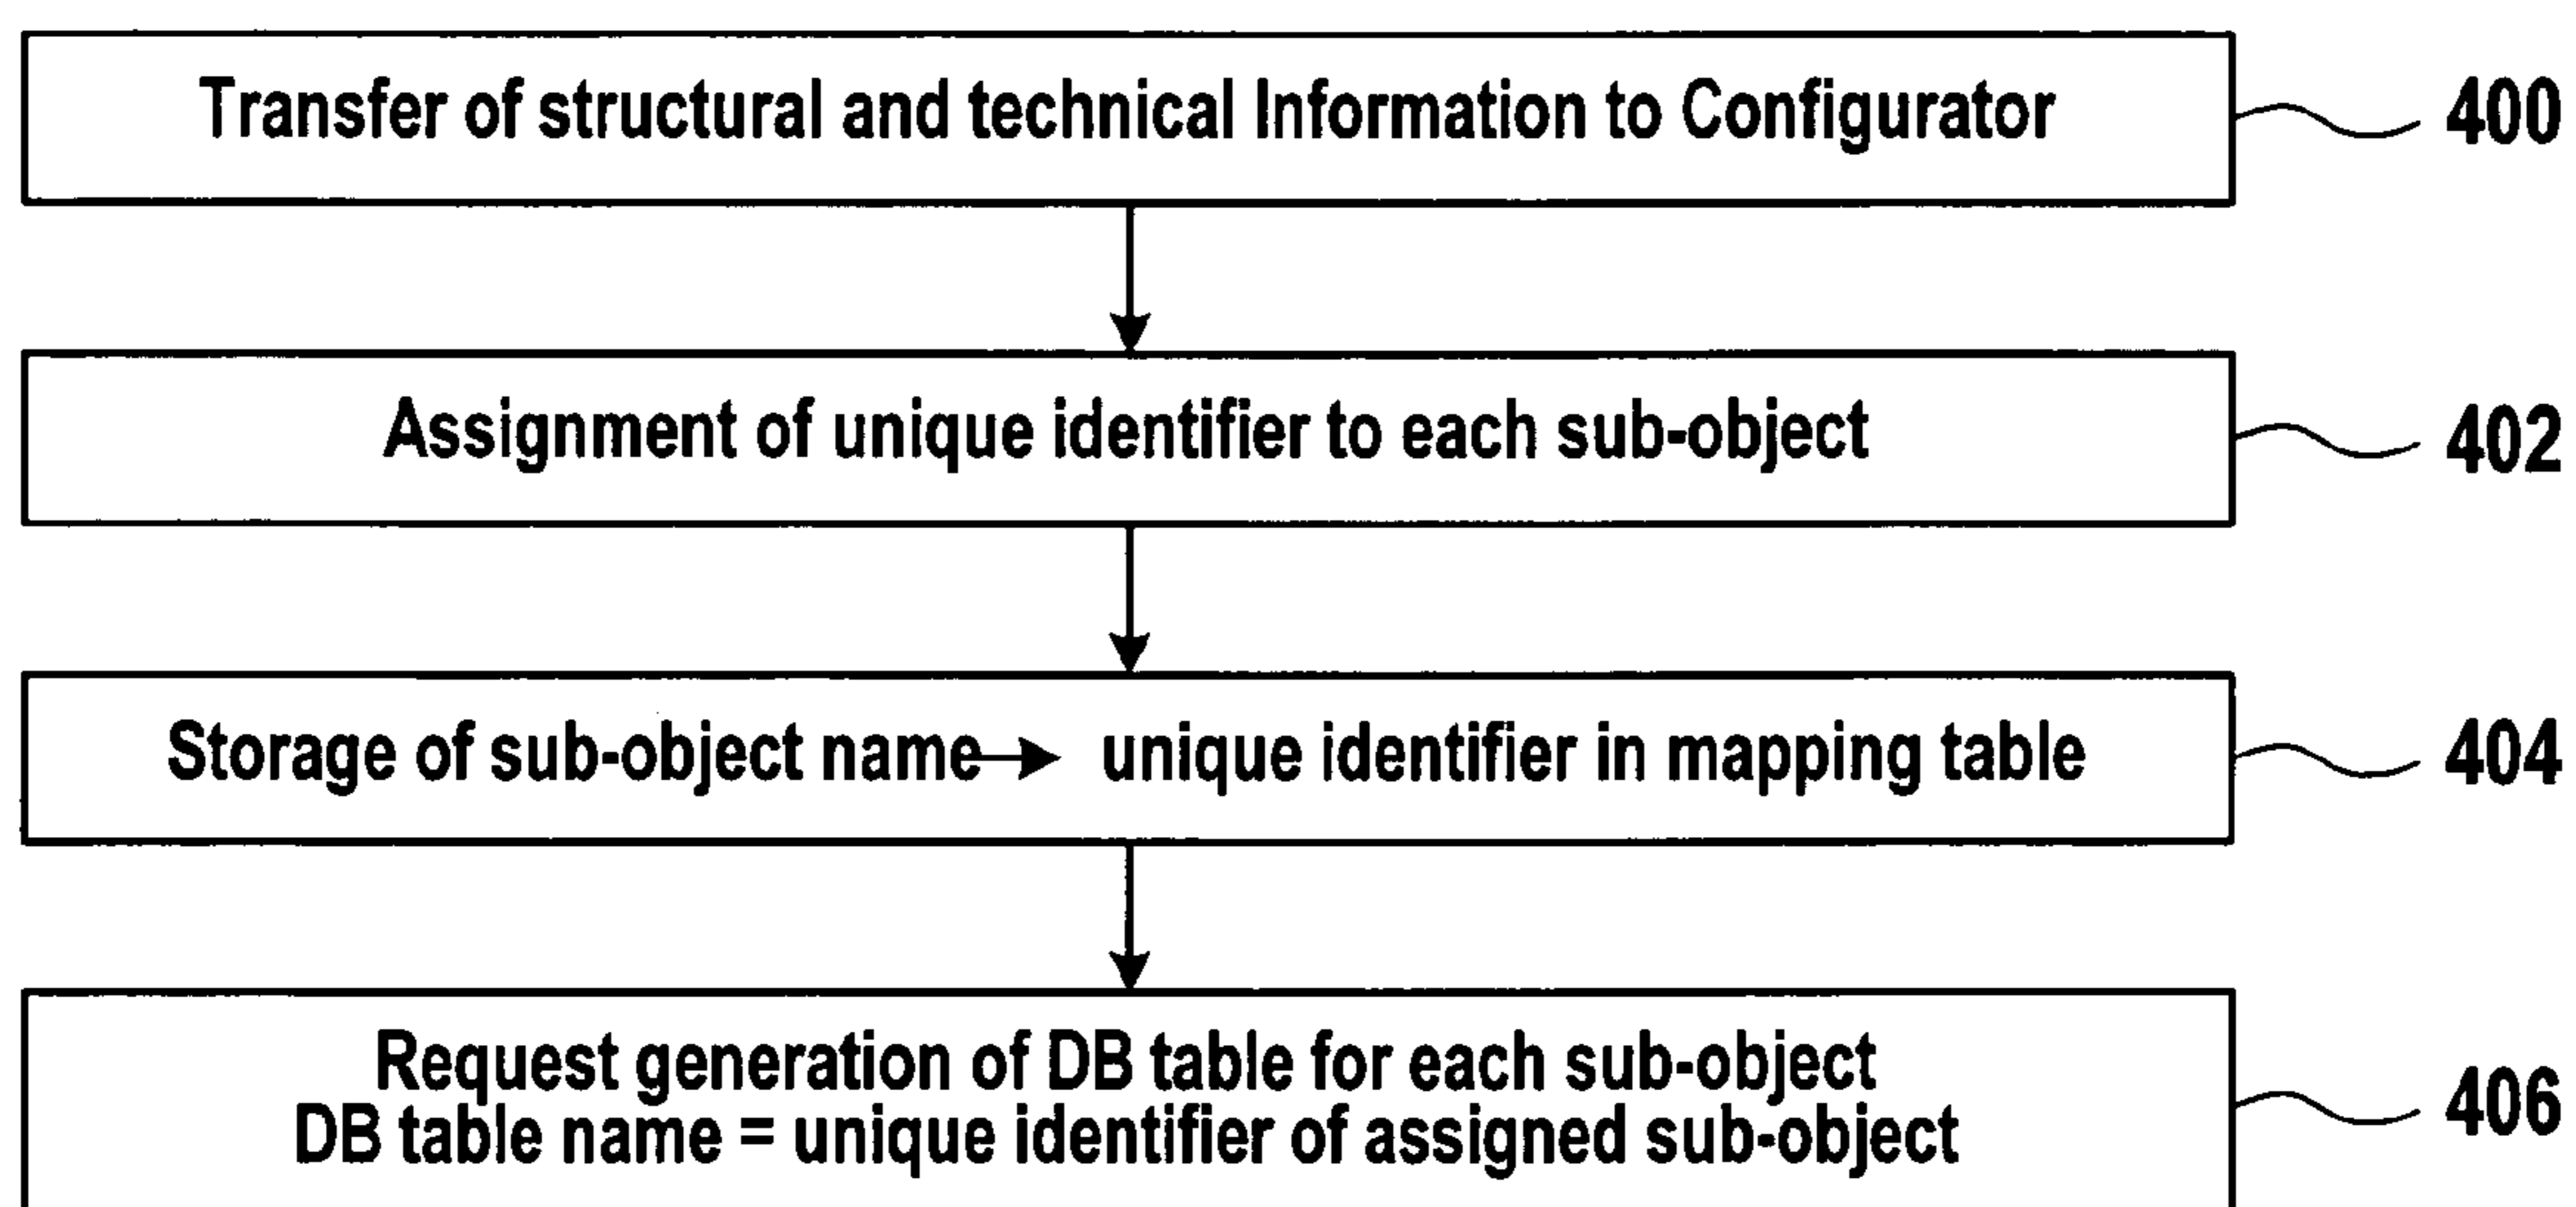 Transfer of structural and technical Information to Configurator 400
Assignment of unique identifier to each sub-object 402
Storage of sub-object name → unique identifier in mapping table 404
Request generation of DB table for each sub-object
DB table name = unique identifier of assigned sub-object
406